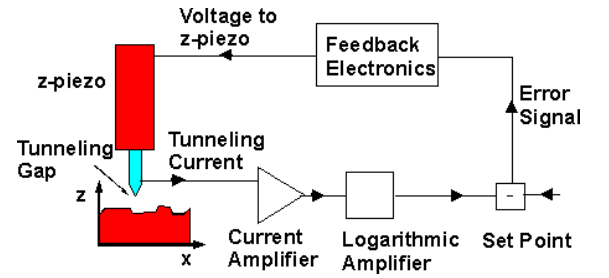 Voltage to
z-piezo
Feedback
Electronics
z-piezo
Error
Signal
Tunneling
Gap
Tunneling
Current
z
x
Current
Amplifier
Logarithmic
Amplifier
-
Set Point